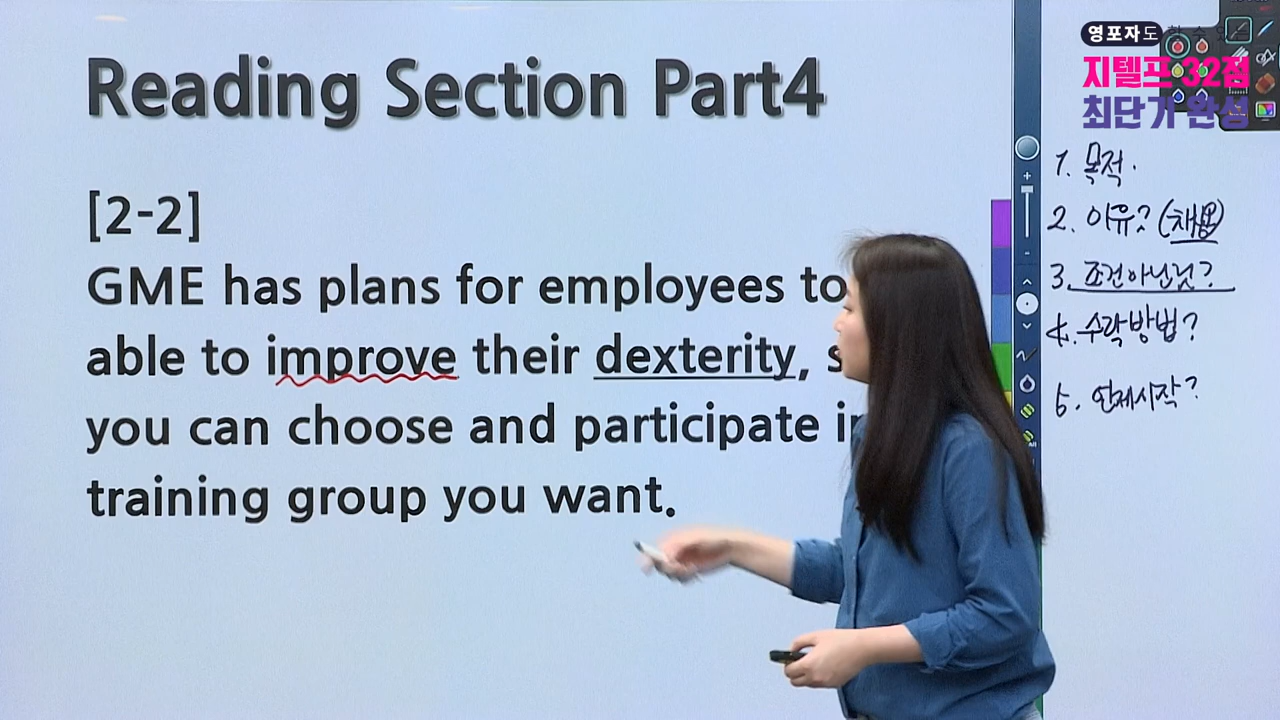 Reading Section Part4
[2-2]
GME has plans for employees to
able to improve their dexterity,
you can choose and participate
training group you want.
영포자도
지텔프 32점
최단기 완성
1. 목적.
2. 이유?
3. 조건아닌것?
4. 수락방법?
5. 언제시작?